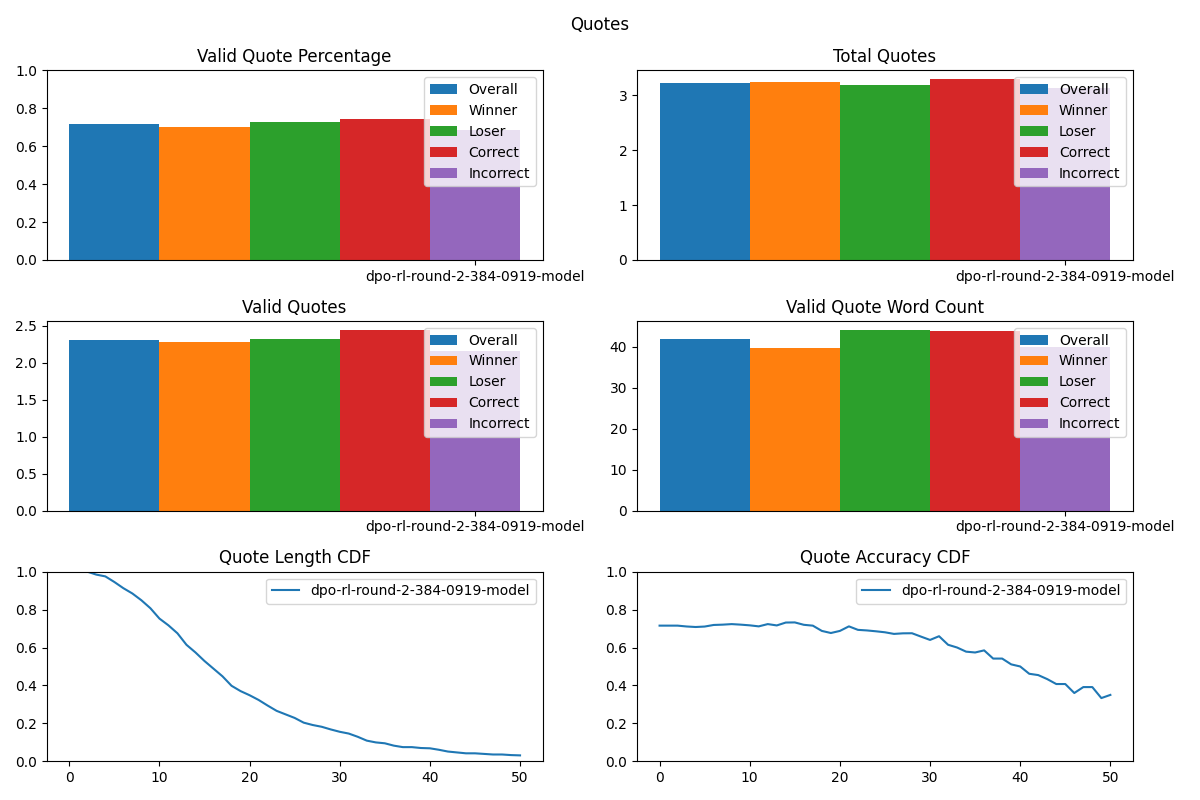 Quotes
Valid Quote Percentage
1.0
0.8
0.6
0.4
0.2
0.0
Overall
Winner
Loser
Correct
Incorrect
dpo-rl-round-2-384-0919-model
Total Quotes
3
2
1
0
Overall
Winner
Loser
Correct
Incorrect
dpo-rl-round-2-384-0919-model
Valid Quotes
2.5
2.0
1.5
1.0
0.5
0.0
Overall
Winner
Loser
Correct
Incorrect
dpo-rl-round-2-384-0919-model
Valid Quote Word Count
40
30
20
10
0
Overall
Winner
Loser
Correct
Incorrect
dpo-rl-round-2-384-0919-model
Quote Length CDF
1.0
0.8
0.6
0.4
0.2
0.0
dpo-rl-round-2-384-0919-model
0 10 20 30 40 50
Quote Accuracy CDF
1.0
0.8
0.6
0.4
0.2
0.0
dpo-rl-round-2-384-0919-model
0 10 20 30 40 50